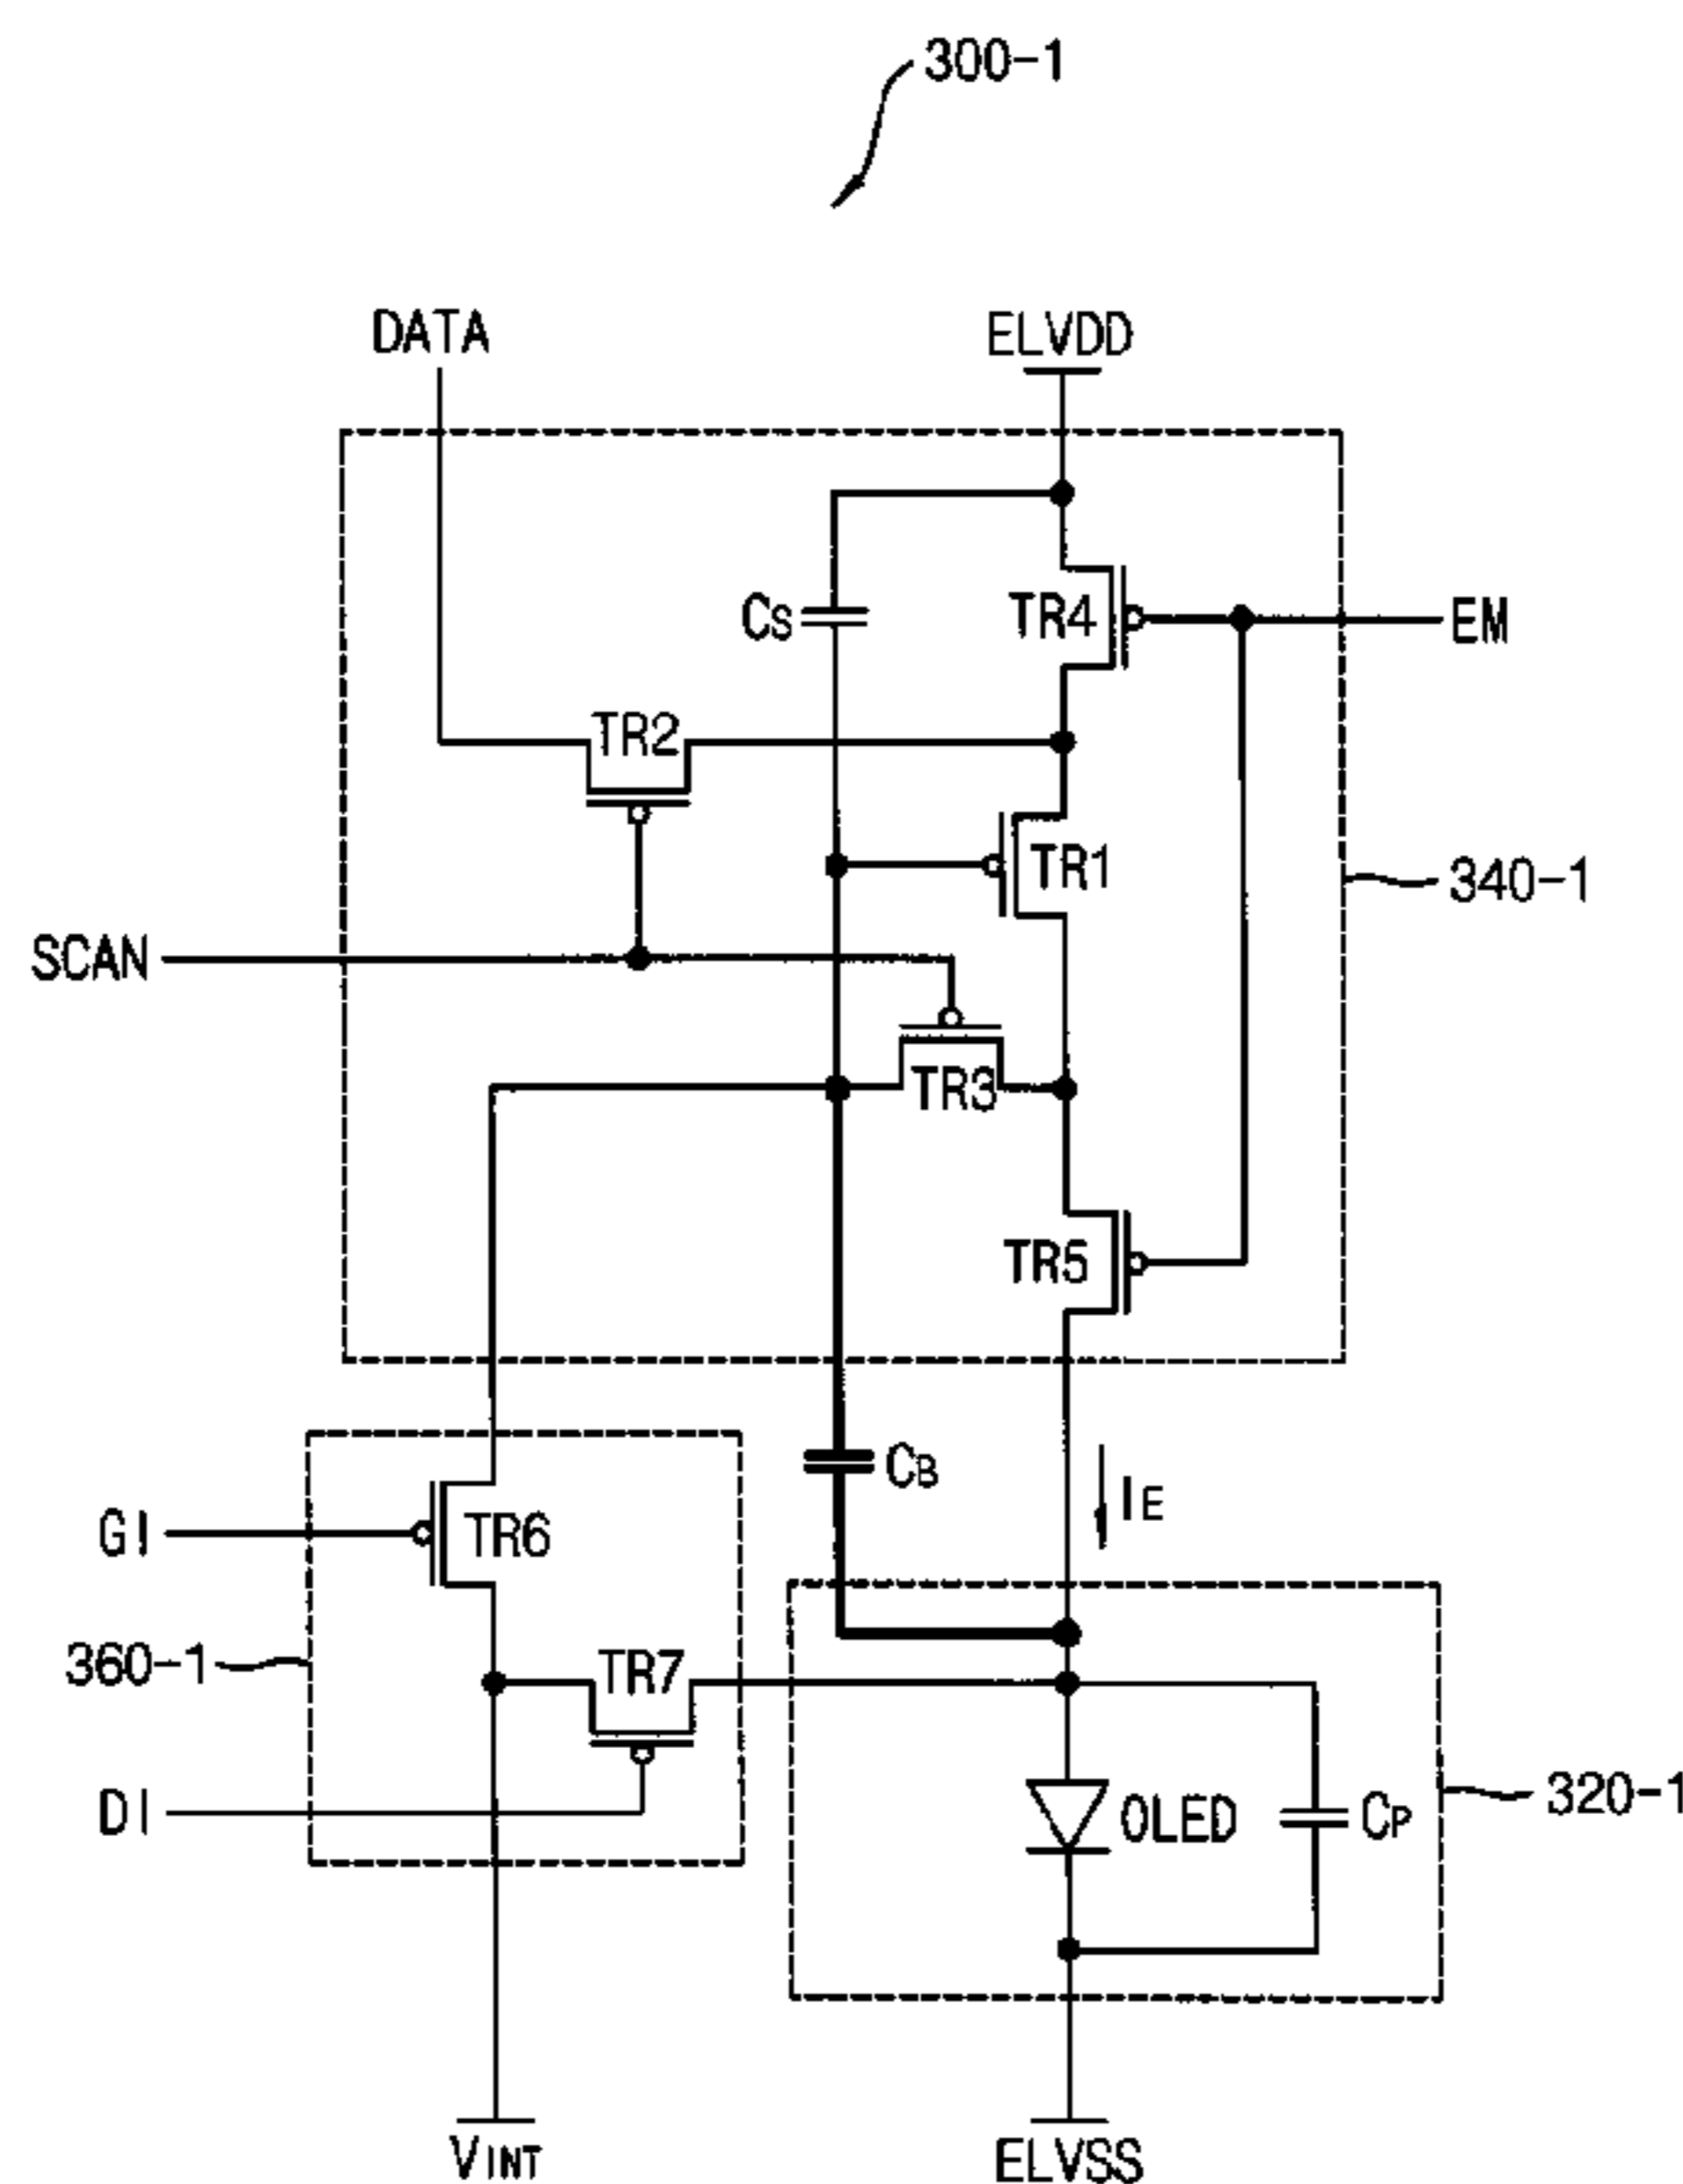 300-1
DATA
ELVDD
CS
TR4
EM
TR2
TR1
340-1
SCAN
TR3
TR5
CB
IE
GI
TR6
360-1
TR7
DI
OLED
CP
320-1
VINT
ELVSS